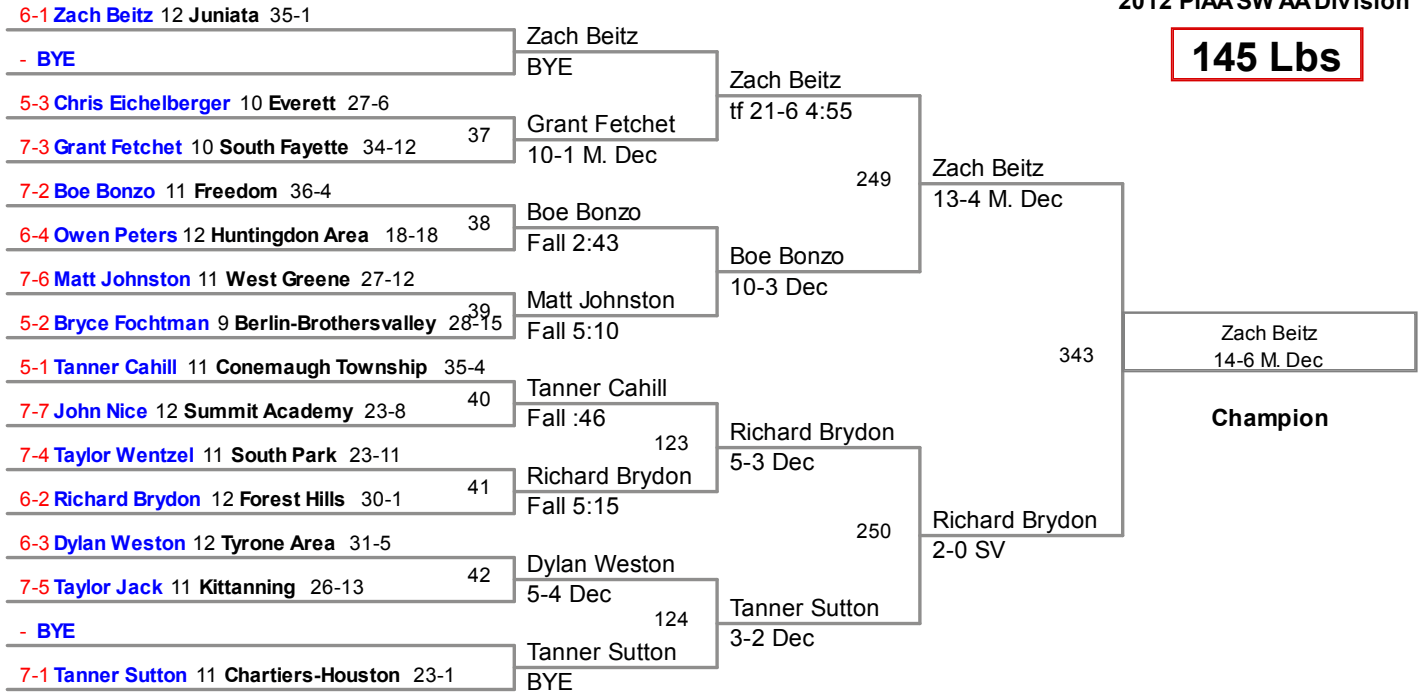 2012 PIAA SW AA Division
145 Lbs
6-1 Zach Beitz 12 Juniata 35-1
- BYE
5-3 Chris Eichelberger 10 Everett 27-6
7-3 Grant Fetchet 10 South Fayette 34-12
7-2 Boe Bonzo 11 Freedom 36-4
6-4 Owen Peters 12 Huntingdon Area 18-18
7-6 Matt Johnston 11 West Greene 27-12
5-2 Bryce Fochtman 9 Berlin-Brothersvalley 28-15
5-1 Tanner Cahill 11 Conemaugh Township 35-4
7-7 John Nice 12 Summit Academy 23-8
7-4 Taylor Wentzel 11 South Park 23-11
6-2 Richard Brydon 12 Forest Hills 30-1
6-3 Dylan Weston 12 Tyrone Area 31-5
7-5 Taylor Jack 11 Kittanning 26-13
- BYE
7-1 Tanner Sutton 11 Chartiers-Houston 23-1
37
38
39
40
41
42
Zach Beitz
BYE
Grant Fetchet
10-1 M. Dec
Boe Bonzo
Fall 2:43
Matt Johnston
Fall 5:10
Tanner Cahill
Fall :46
Richard Brydon
Fall 5:15
Dylan Weston
5-4 Dec
Tanner Sutton
BYE
123
124
Zach Beitz
tf 21-6 4:55
Boe Bonzo
10-3 Dec
Richard Brydon
5-3 Dec
Tanner Sutton
3-2 Dec
249
250
Zach Beitz
13-4 M. Dec
Richard Brydon
2-0 SV
343
Zach Beitz
14-6 M. Dec
Champion